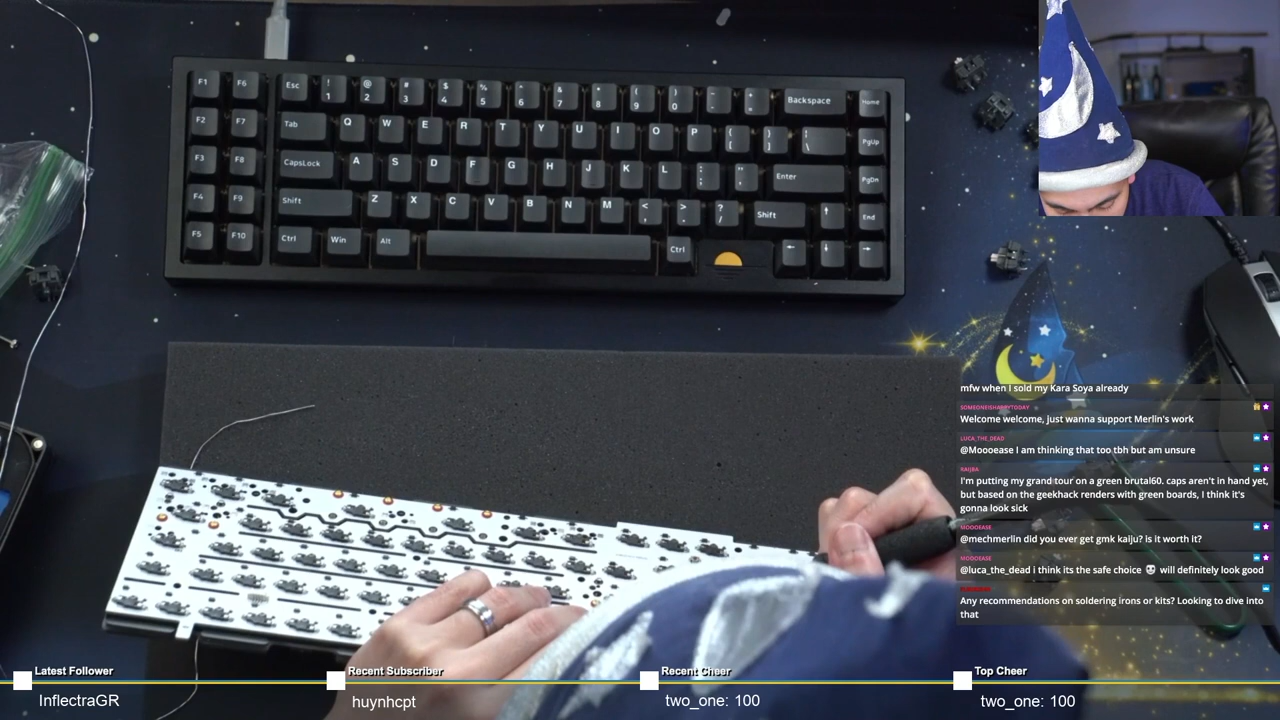 F1 F6 Esc ! 1 @ 2 # 3 $ 4 % 5 ^ 6 & 7 * 8 ( 9 ) 0 Backspace Home
F2 F7 Tab Q W E R T Y U I O P { [ } ] | \ PgUp
F3 F8 CapsLock A S D F G H J K L : ; " ' Enter PgDn
F4 F9 Shift Z X C V B N M < , > . ? / Shift ↑ End
F5 F10 Ctrl Win Alt Ctrl ← ↓ →
mfw when I sold my Kara Soya already
Welcome welcome, just wanna support Merlin's work
LUCA_THE_DEAD
@Moooease I am thinking that too tbh but am unsure
RAIJBA
I'm putting my grand tour on a green brutal60. caps aren't in hand yet,
but based on the geekhack renders with green boards, I think it's
gonna look sick
MOOOEASE
@mechmerlin did you ever get gmk kaiju? is it worth it?
MOOOEASE
@luca_the_dead i think its the safe choice will definitely look good
Any recommendations on soldering irons or kits? Looking to dive into
that
Latest Follower
InflectraGR
Recent Subscriber
huynhcpt
Recent Cheer
two_one: 100
Top Cheer
two_one: 100